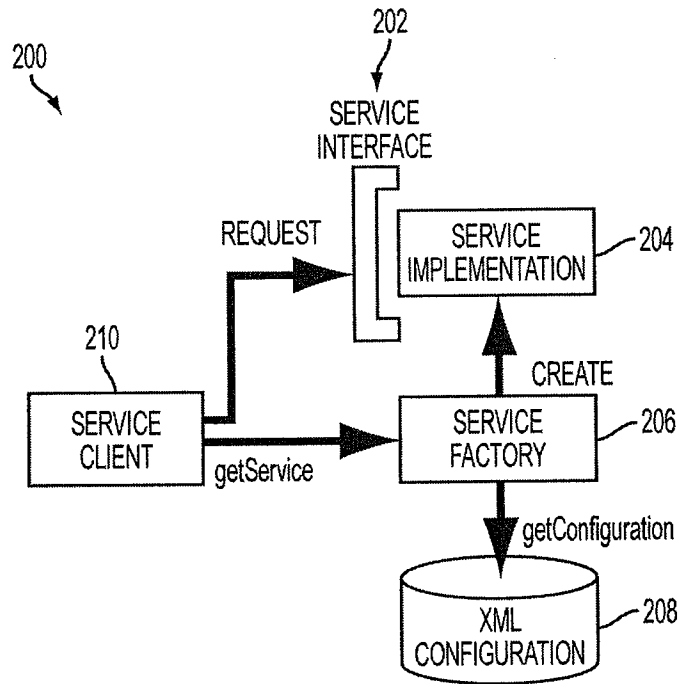 202
200
SERVICE
INTERFACE
REQUEST
SERVICE
IMPLEMENTATION
204
210
CREATE
SERVICE
CLIENT
SERVICE
FACTORY
206
getService
getConfiguration
XML
CONFIGURATION
208